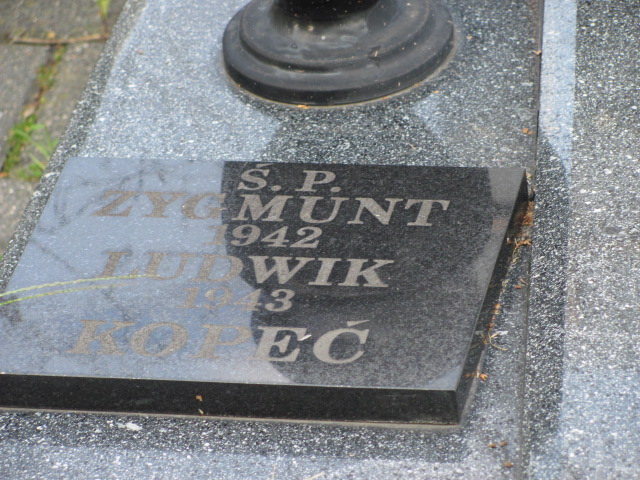 Ś. P.
ZYGMUNT
1942
LUDWIK
1943
KOPEĆ